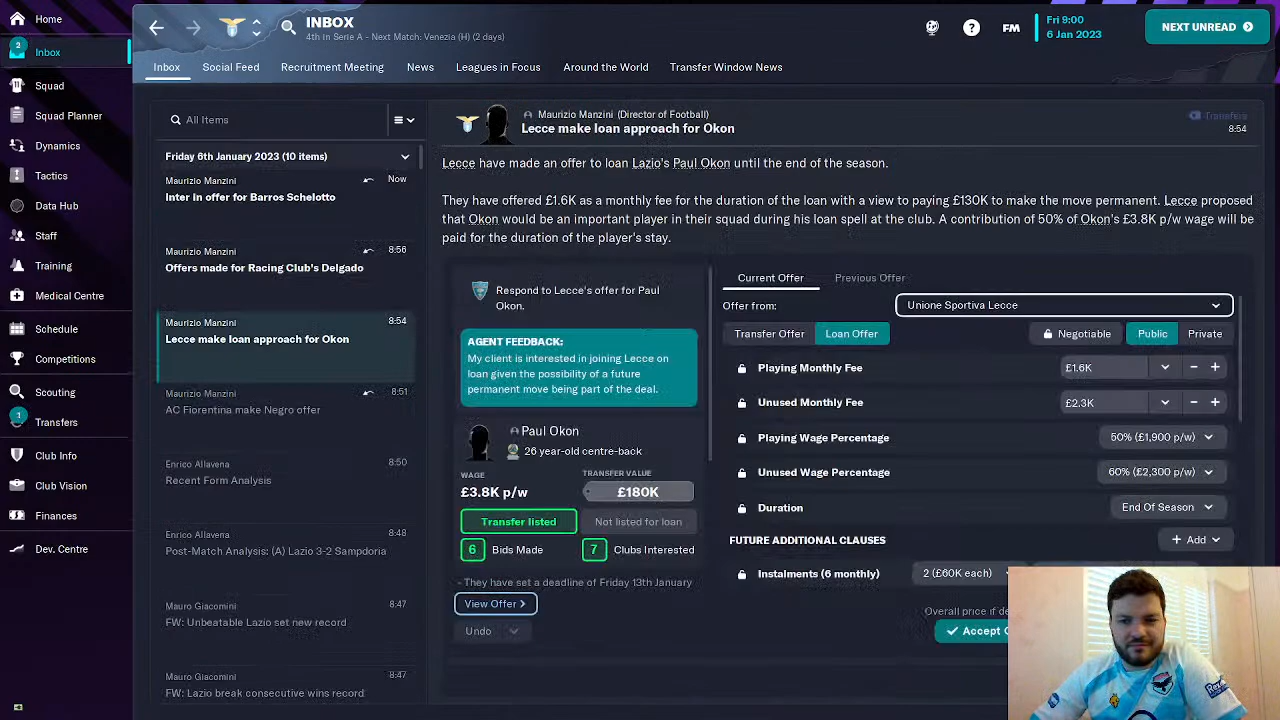 Home
INBOX
4th in Serie A - Next Match: Venezia (H) (2 days)
FM
Fri 9:00
6 Jan 2023
NEXT UNREAD
2
Inbox
Inbox
Social Feed
Recruitment Meeting
News
Leagues in Focus
Around the World
Transfer Window News
Squad
Squad Planner
Dynamics
Tactics
Data Hub
Staff
Training
Medical Centre
Schedule
Competitions
Scouting
1
Transfers
Club Info
Club Vision
Finances
Dev. Centre
All Items
Friday 6th January 2023 (10 items)
Maurizio Manzini
Now
Inter in offer for Barros Schelotto
Maurizio Manzini
8:56
Offers made for Racing Club's Delgado
Maurizio Manzini
8:54
Lecce make loan approach for Okon
Maurizio Manzini
8:51
AC Fiorentina make Negro offer
Enrico Allavena
8:50
Recent Form Analysis
Enrico Allavena
8:48
Post-Match Analysis: (A) Lazio 3-2 Sampdoria
Mauro Giacomini
8:47
FW: Unbeatable Lazio set new record
Mauro Giacomini
8:47
FW: Lazio break consecutive wins record
Maurizio Manzini (Director of Football)
Lecce make loan approach for Okon
Transfers
8:54
Lecce have made an offer to loan Lazio's Paul Okon until the end of the season.
They have offered £1.6K as a monthly fee for the duration of the loan with a view to paying £130K to make the move permanent. Lecce proposed
that Okon would be an important player in their squad during his loan spell at the club. A contribution of 50% of Okon's £3.8K p/w wage will be
paid for the duration of the player's stay.
Respond to Lecce's offer for Paul
Okon.
AGENT FEEDBACK:
My client is interested in joining Lecce on
loan given the possibility of a future
permanent move being part of the deal.
Paul Okon
26 year-old centre-back
WAGE
TRANSFER VALUE
£3.8K p/w
£180K
Transfer listed
Not listed for loan
6 Bids Made
7 Clubs Interested
- They have set a deadline of Friday 13th January
View Offer
Undo
Current Offer
Previous Offer
Offer from:
Unione Sportiva Lecce
Transfer Offer
Loan Offer
Negotiable
Public
Private
Playing Monthly Fee
£1.6K
Unused Monthly Fee
£2.3K
Playing Wage Percentage
50% (£1,900 p/w)
Unused Wage Percentage
60% (£2,300 p/w)
Duration
End Of Season
FUTURE ADDITIONAL CLAUSES
Add
Instalments (6 monthly)
2 (£60K each)
Overall price if de
Accept O